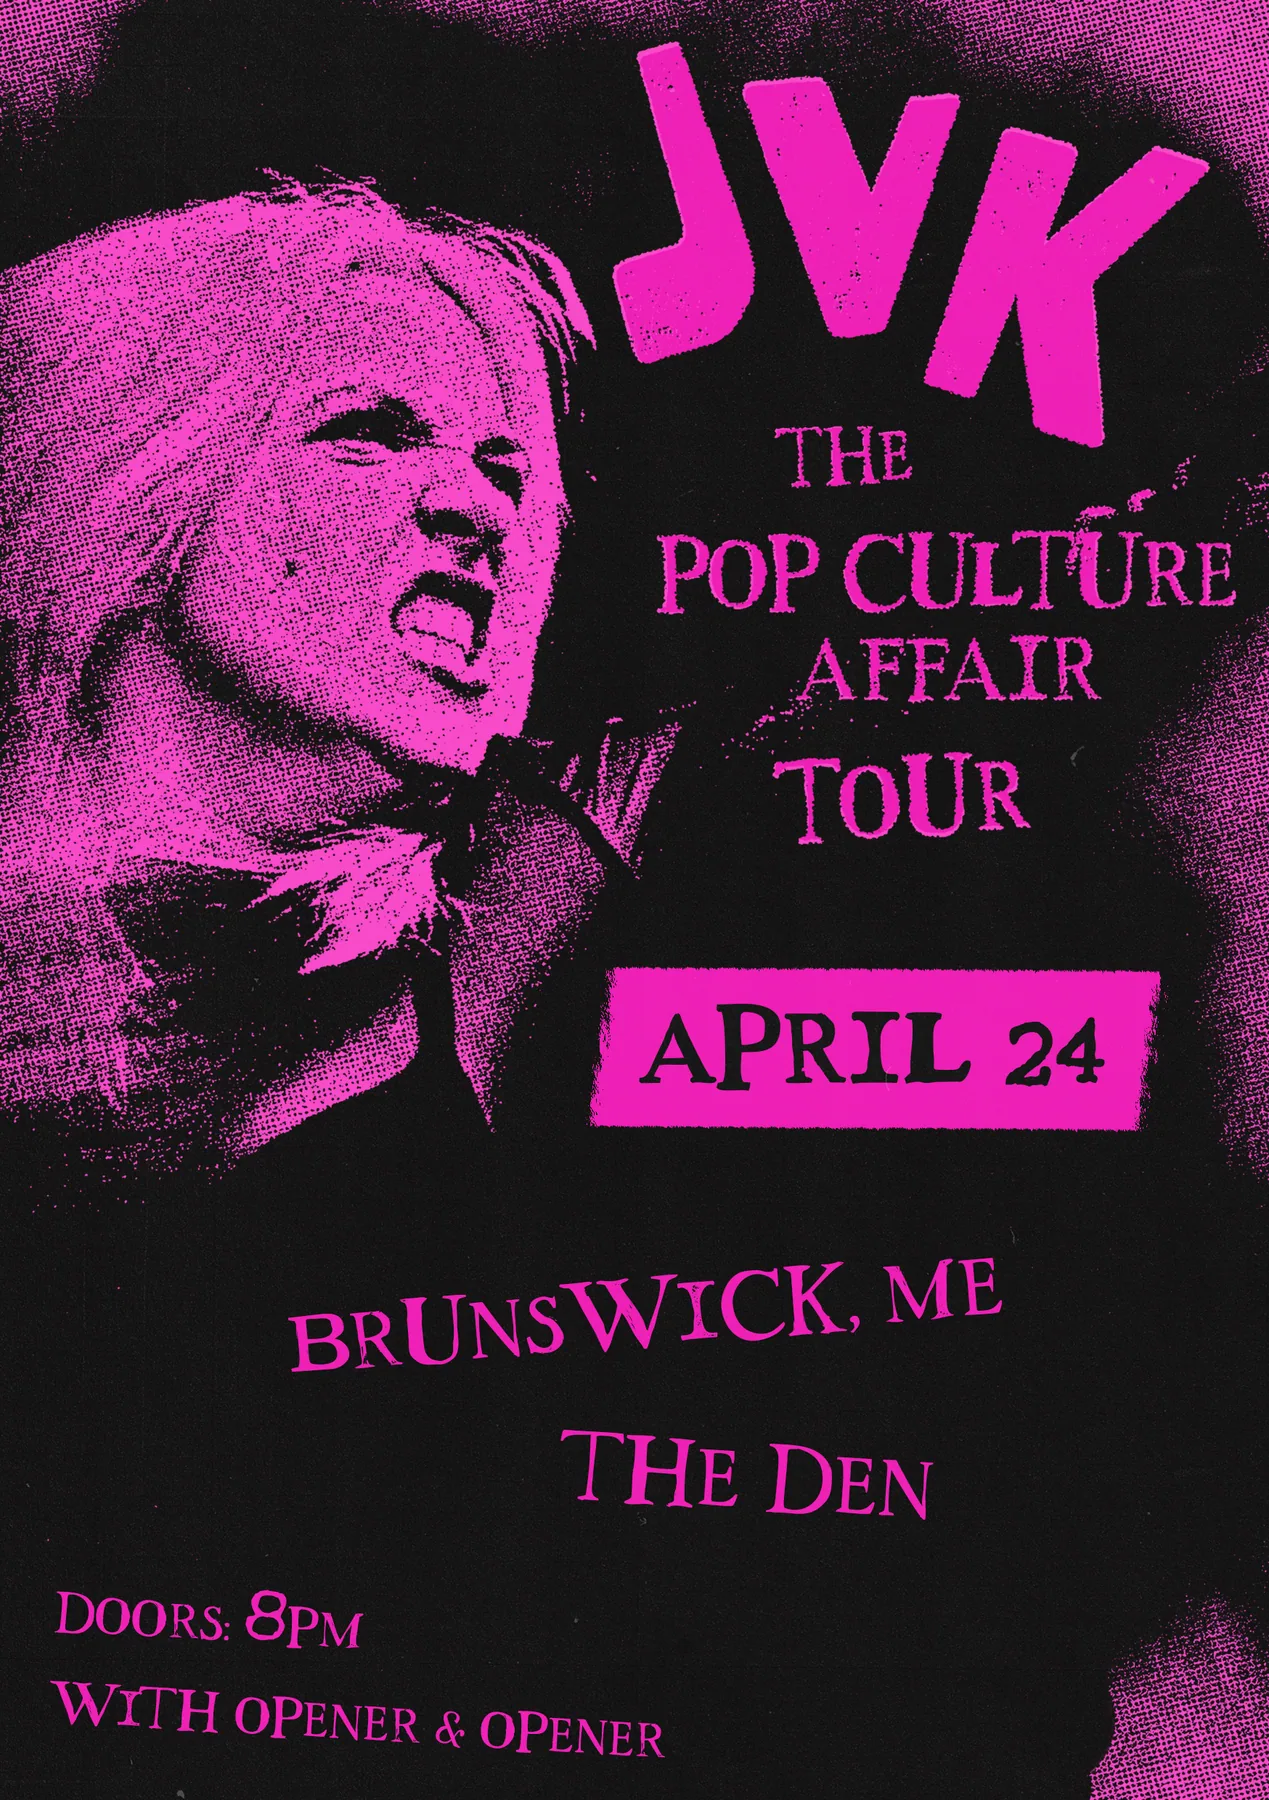 JVK
THE
POP CULTURE
AFFAIR
TOUR
APRIL 24
BRUNSWICK, ME
THE DEN
DOORS: 8PM
WITH OPENER & OPENER